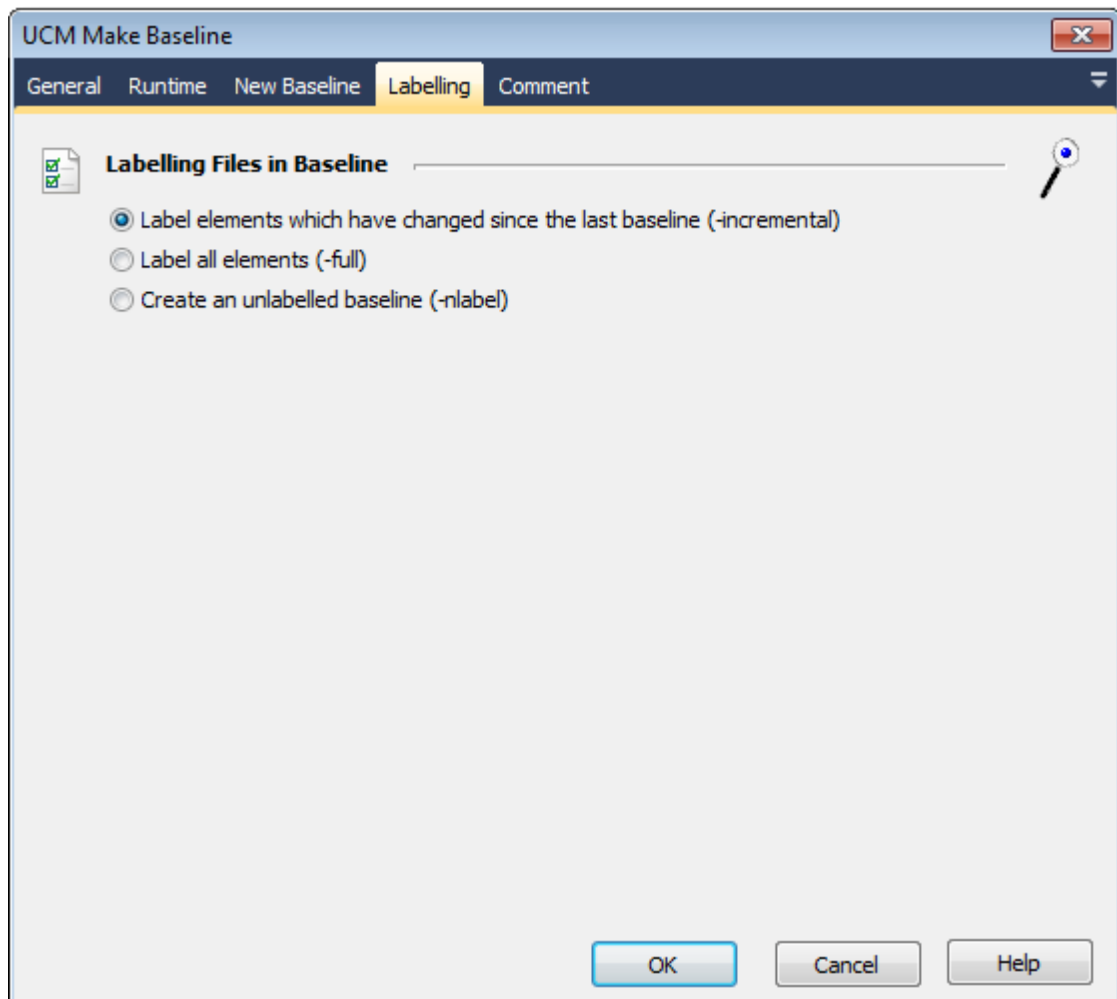 UCM Make Baseline
General Runtime New Baseline Labelling Comment
Labelling Files in Baseline
Label elements which have changed since the last baseline (-incremental)
Label all elements (-full)
Create an unlabelled baseline (-nlabel)
OK Cancel Help